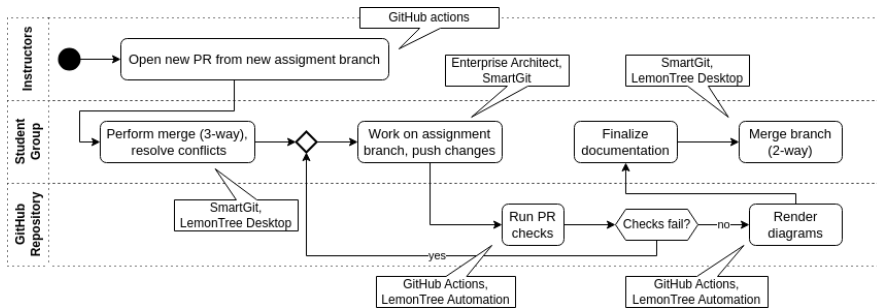 GitHub actions
Instructors
Open new PR from new assigment branch
Enterprise Architect,
SmartGit
SmartGit,
LemonTree Desktop
Student
Group
Perform merge (3-way),
resolve conflicts
Work on assignment
branch, push changes
Finalize
documentation
Merge branch
(2-way)
SmartGit,
LemonTree Desktop
GitHub
Repository
Run PR
checks
Checks fail?
no
Render
diagrams
yes
GitHub Actions,
LemonTree Automation
GitHub Actions,
LemonTree Automation